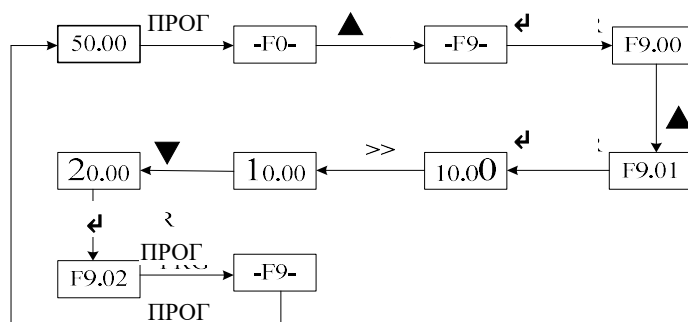 ПРОГ
50.00 -F0- ▲ -F9- ↵ F9.00
▲
20.00 ▼ 10.00 >> 10.00 ↵ F9.01
↵ R
ПРОГ
F9.02 -F9-
ПРОГ